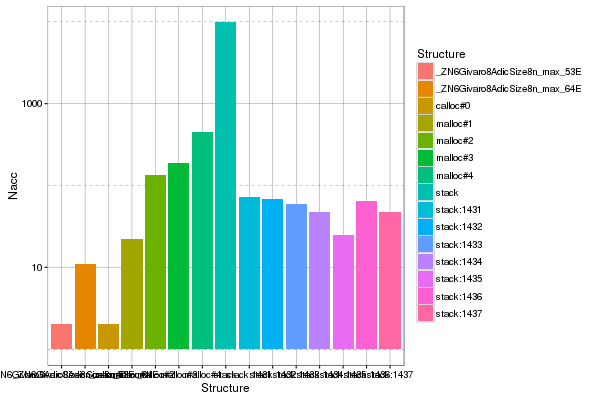 Structure
_ZN6Givaro8AdicSize8n_max_53E
_ZN6Givaro8AdicSize8n_max_64E
calloc#0
malloc#1
malloc#2
malloc#3
malloc#4
stack
stack:1431
stack:1432
stack:1433
stack:1434
stack:1435
stack:1436
stack:1437
Nacc
1000
10
Structure